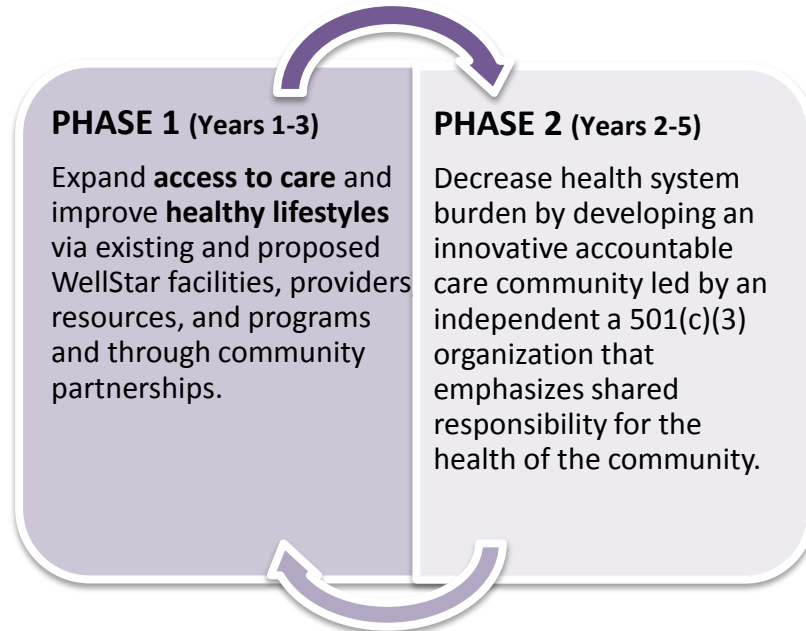 PHASE 1 (Years 1-3)
Expand access to care and
improve healthy lifestyles
via existing and proposed
WellStar facilities, providers,
resources, and programs
and through community
partnerships.
PHASE 2 (Years 2-5)
Decrease health system
burden by developing an
innovative accountable
care community led by an
independent a 501(c)(3)
organization that
emphasizes shared
responsibility for the
health of the community.